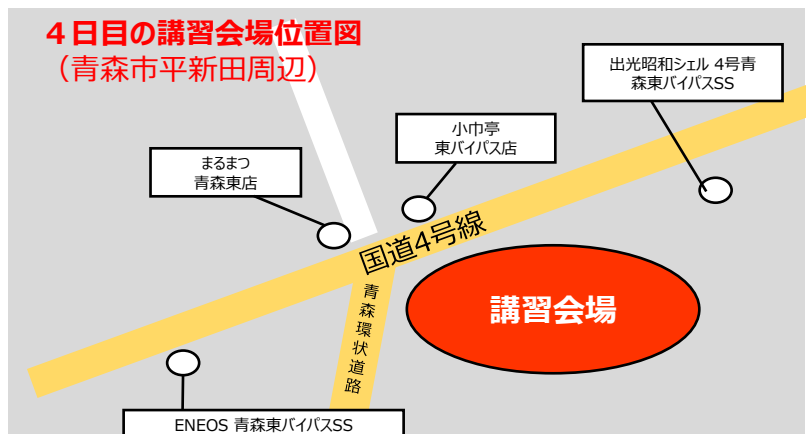 ４日目の講習会場位置図
（青森市平新田周辺）
出光昭和シェル 4号青
森東バイパスSS
小巾亭
東バイパス店
まるまつ
青森東店
国道4号線
青森環状道路
講習会場
ENEOS 青森東バイパスSS